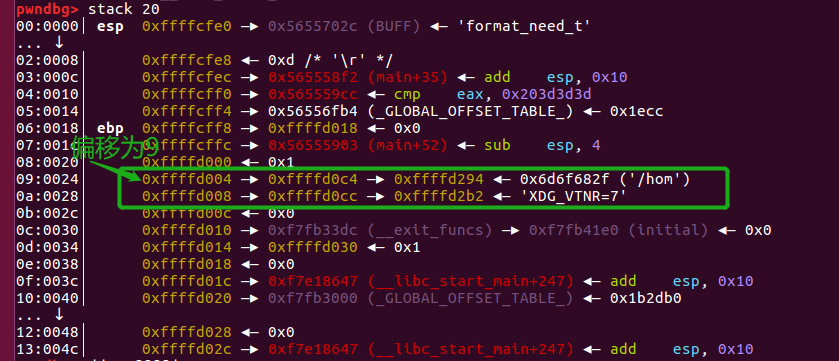 pwndbg> stack 20
00:0000│ esp  0xffffcfe0 —▸ 0x5655702c (BUFF) ◂— 'format_need_t'
... ↓
02:0008│      0xffffcfe8 ◂— 0xd /* '\r' */
03:000c│      0xffffcfec —▸ 0x565558f2 (main+35) ◂— add    esp, 0x10
04:0010│      0xffffcff0 —▸ 0x565559cc ◂— cmp    eax, 0x203d3d3d
05:0014│      0xffffcff4 —▸ 0x56556fb4 (_GLOBAL_OFFSET_TABLE_) ◂— 0x1ecc
06:0018│ ebp  0xffffcff8 —▸ 0xffffd018 ◂— 0x0
07:001c│      0xffffcffc —▸ 0x56555903 (main+52) ◂— sub    esp, 4
偏移为9
08:0020│      0xffffd000 ◂— 0x1
09:0024│      0xffffd004 —▸ 0xffffd0c4 —▸ 0xffffd294 ◂— 0x6d6f682f ('/hom')
0a:0028│      0xffffd008 —▸ 0xffffd0cc —▸ 0xffffd2b2 ◂— 'XDG_VTNR=7'
0b:002c│      0xffffd00c ◂— 0x0
0c:0030│      0xffffd010 —▸ 0xf7fb33dc (__exit_funcs) —▸ 0xf7fb41e0 (initial) ◂— 0x0
0d:0034│      0xffffd014 —▸ 0xffffd030 ◂— 0x1
0e:0038│      0xffffd018 ◂— 0x0
0f:003c│      0xffffd01c —▸ 0xf7e18647 (__libc_start_main+247) ◂— add    esp, 0x10
10:0040│      0xffffd020 —▸ 0xf7fb3000 (_GLOBAL_OFFSET_TABLE_) ◂— 0x1b2db0
... ↓
12:0048│      0xffffd028 ◂— 0x0
13:004c│      0xffffd02c —▸ 0xf7e18647 (__libc_start_main+247) ◂— add    esp, 0x10